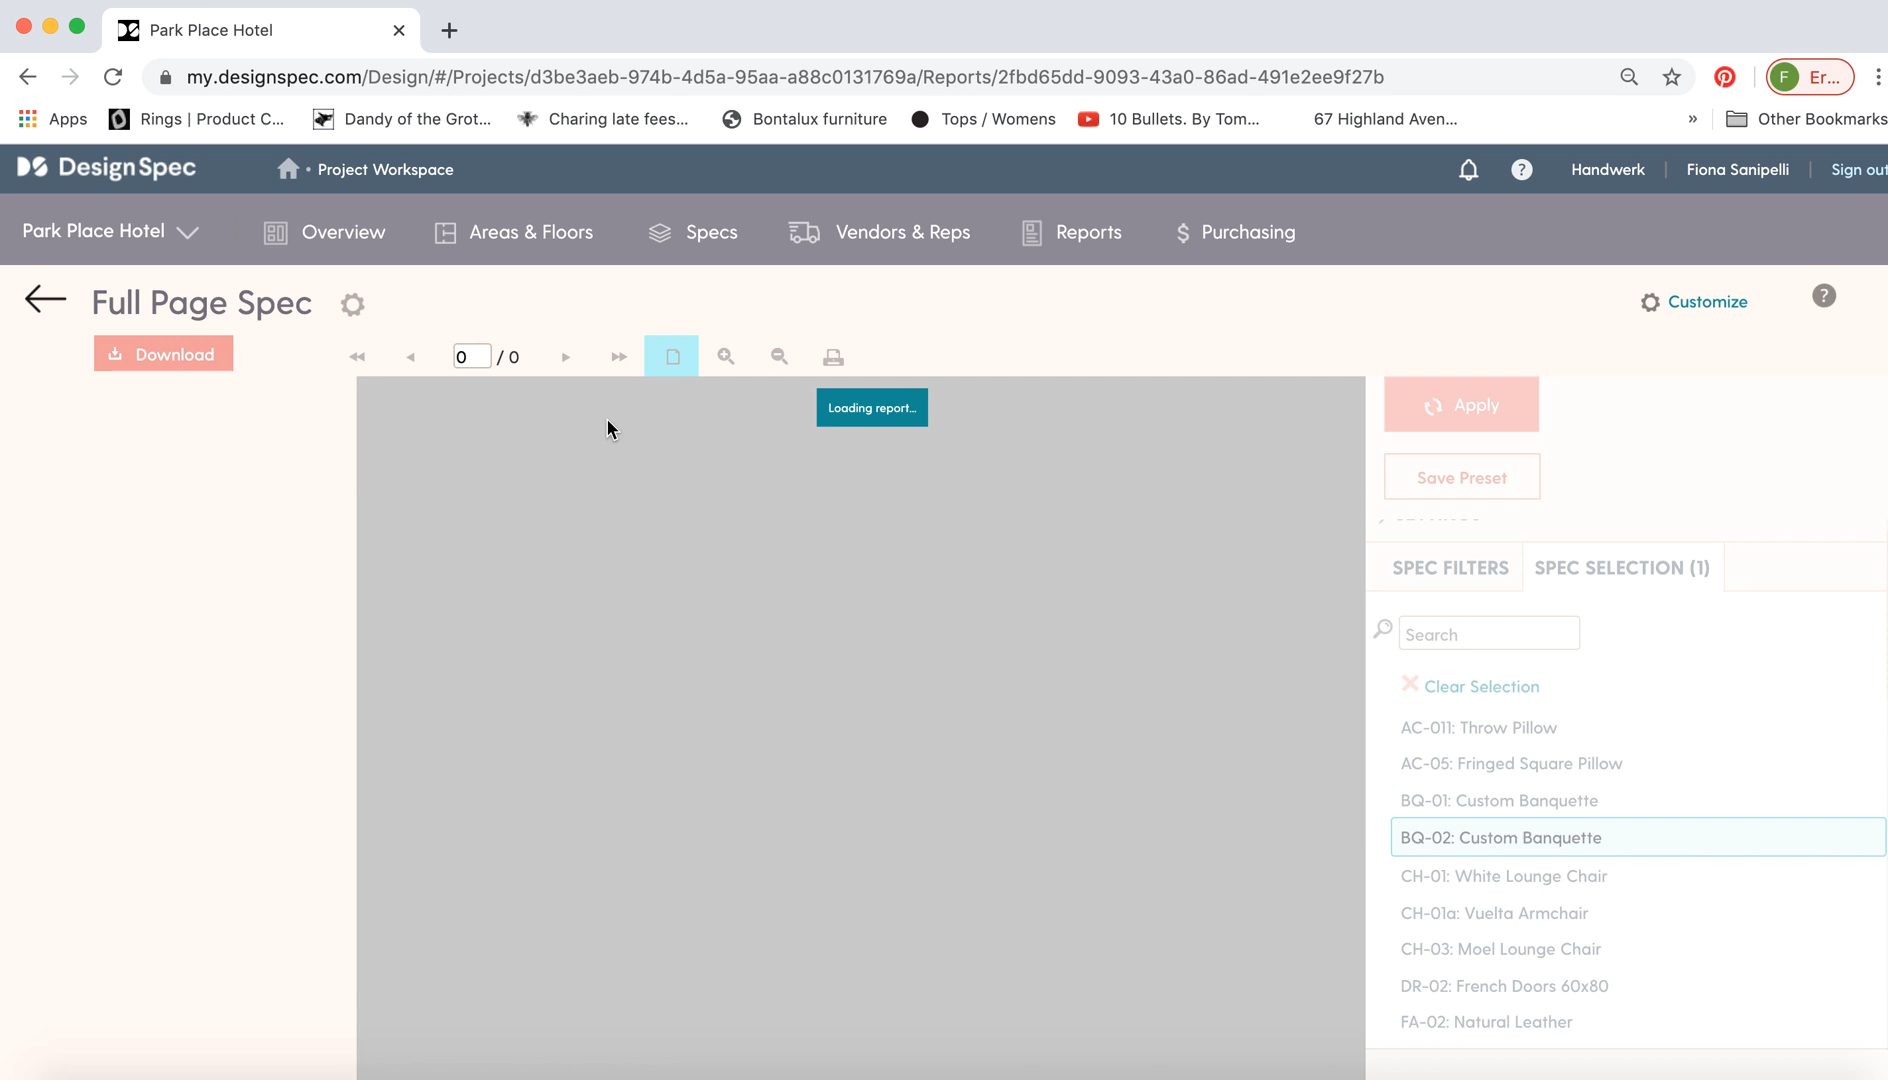 Park Place Hotel
my.designspec.com/Design/#/Projects/d3be3aeb-974b-4d5a-95aa-a88c0131769a/Reports/2fbd65dd-9093-43a0-86ad-491e2ee9f27b
F Er...
Apps Rings | Product C... Dandy of the Grot... Charing late fees... Bontalux furniture Tops / Womens 10 Bullets. By Tom... 67 Highland Aven... » Other Bookmarks
DesignSpec • Project Workspace ? Handwerk | Fiona Sanipelli | Sign out
Park Place Hotel Overview Areas & Floors Specs Vendors & Reps Reports $ Purchasing
Full Page Spec Customize ?
Download 0 / 0
Loading report...
Apply
Save Preset
SPEC FILTERS SPEC SELECTION (1)
Search
Clear Selection
AC-011: Throw Pillow
AC-05: Fringed Square Pillow
BQ-01: Custom Banquette
BQ-02: Custom Banquette
CH-01: White Lounge Chair
CH-01a: Vuelta Armchair
CH-03: Moel Lounge Chair
DR-02: French Doors 60x80
FA-02: Natural Leather